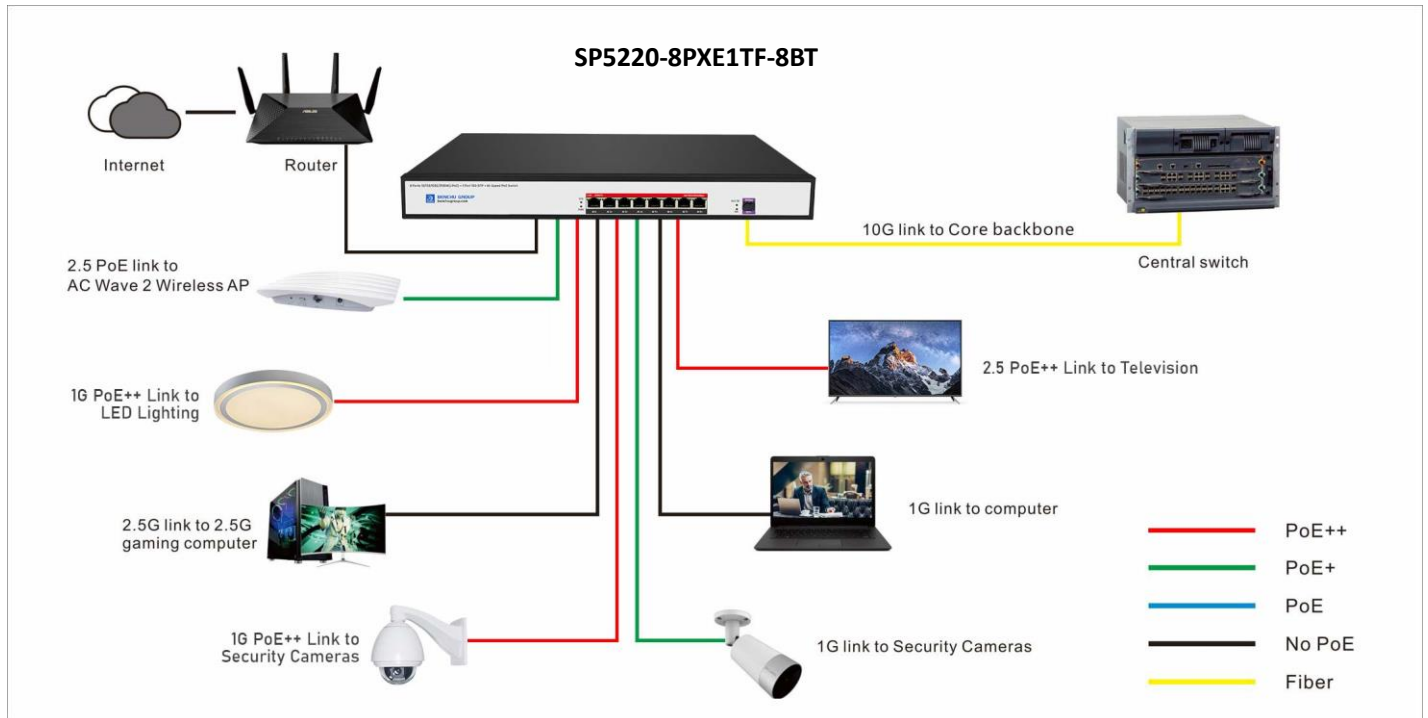 SP5220-8PXE1TF-8BT
Internet
Router
ASUS
BENCHU GROUP
10G link to Core backbone
Central switch
2.5 PoE link to
AC Wave 2 Wireless AP
2.5 PoE++ Link to Television
1G PoE++ Link to
LED Lighting
2.5G link to 2.5G
gaming computer
1G link to computer
1G PoE++ Link to
Security Cameras
1G link to Security Cameras
PoE++
PoE+
PoE
No PoE
Fiber